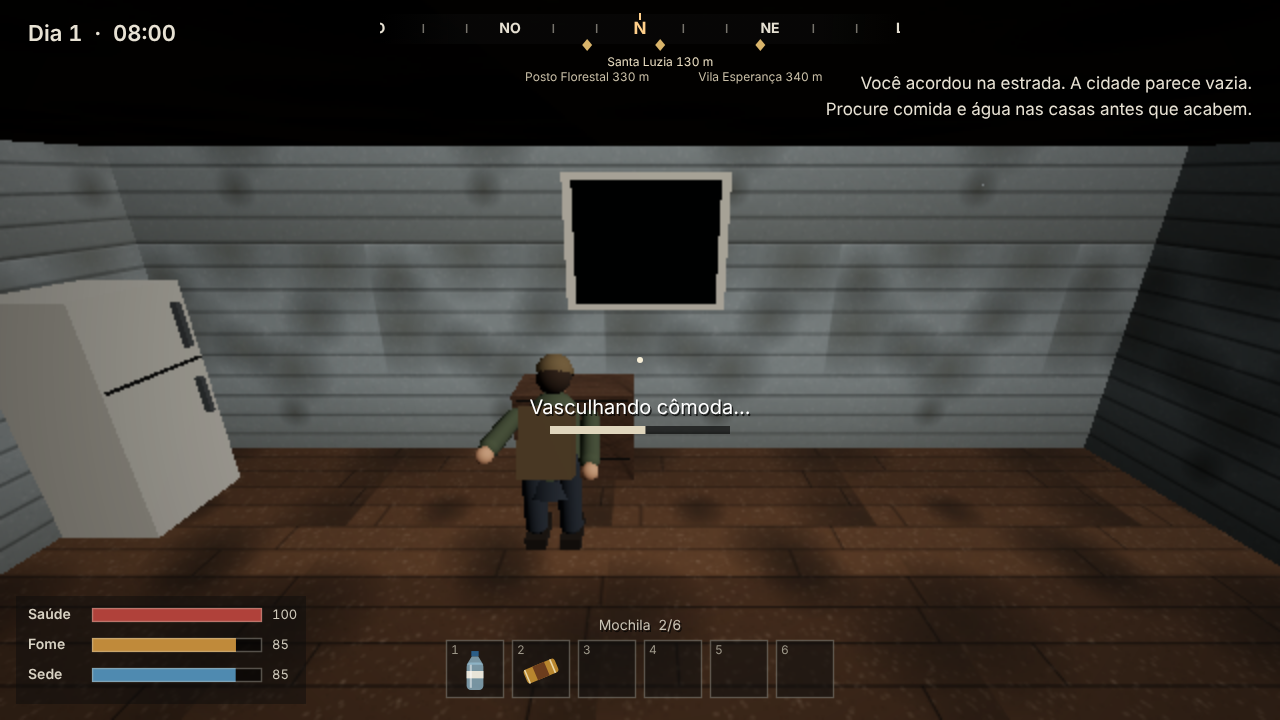 Dia 1 · 08:00
O NO N NE L
Santa Luzia 130 m
Posto Florestal 330 m Vila Esperança 340 m
Você acordou na estrada. A cidade parece vazia.
Procure comida e água nas casas antes que acabem.
Vasculhando cômoda...
Saúde 100
Fome 85
Sede 85
Mochila 2/6
1 2 3 4 5 6